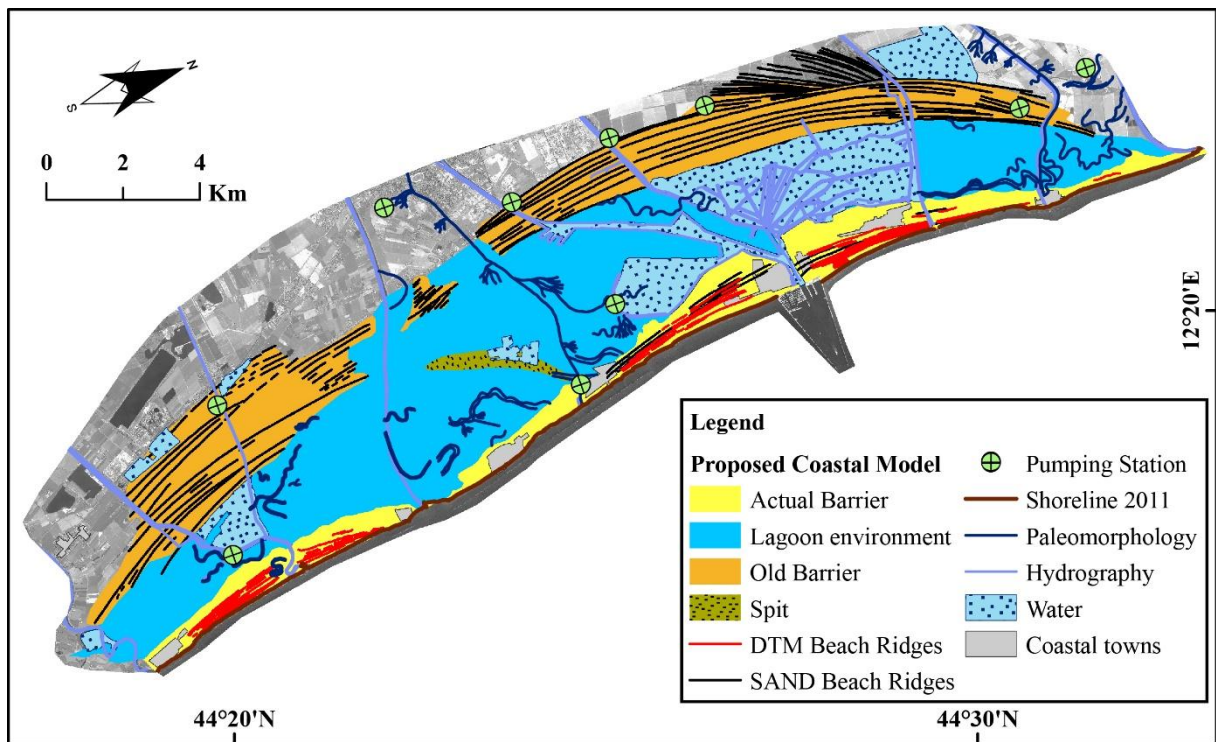 N
S
0 2 4
Km
12°20'E
Legend
Proposed Coastal Model
Actual Barrier
Lagoon environment
Old Barrier
Spit
DTM Beach Ridges
SAND Beach Ridges
Pumping Station
Shoreline 2011
Paleomorphology
Hydrography
Water
Coastal towns
44°20'N 44°30'N